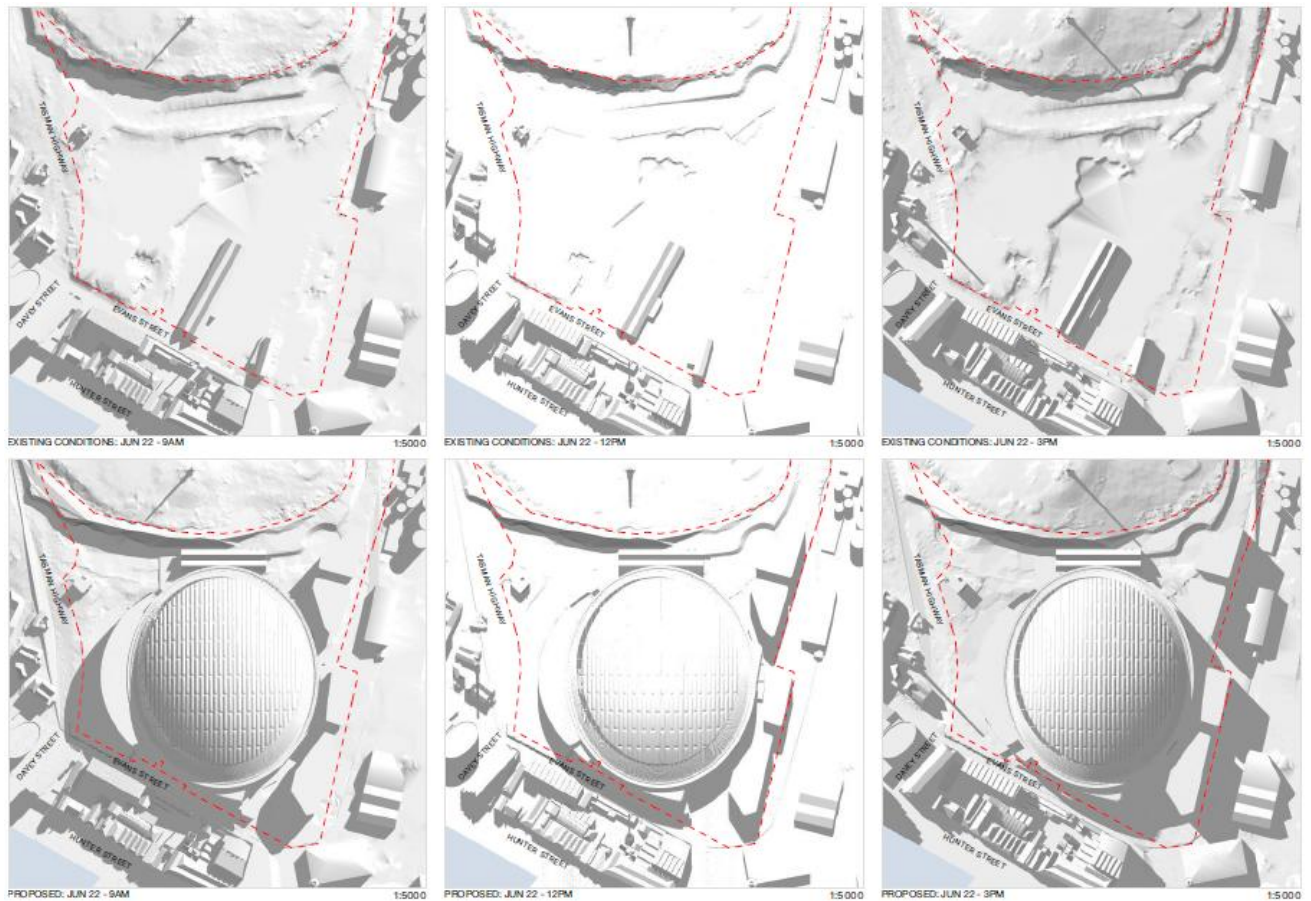 TASMAN HIGHWAY
DAVEY STREET
EVANS STREET
HUNTER STREET
EXISTING CONDITIONS: JUN 22 - 9AM
1:5000
TASMAN HIGHWAY
DAVEY STREET
EVANS STREET
HUNTER STREET
EXISTING CONDITIONS: JUN 22 - 12PM
1:5000
TASMAN HIGHWAY
DAVEY STREET
EVANS STREET
HUNTER STREET
EXISTING CONDITIONS: JUN 22 - 3PM
1:5000
TASMAN HIGHWAY
DAVEY STREET
EVANS STREET
HUNTER STREET
PROPOSED: JUN 22 - 9AM
1:5000
TASMAN HIGHWAY
DAVEY STREET
EVANS STREET
HUNTER STREET
PROPOSED: JUN 22 - 12PM
1:5000
TASMAN HIGHWAY
DAVEY STREET
EVANS STREET
HUNTER STREET
PROPOSED: JUN 22 - 3PM
1:5000